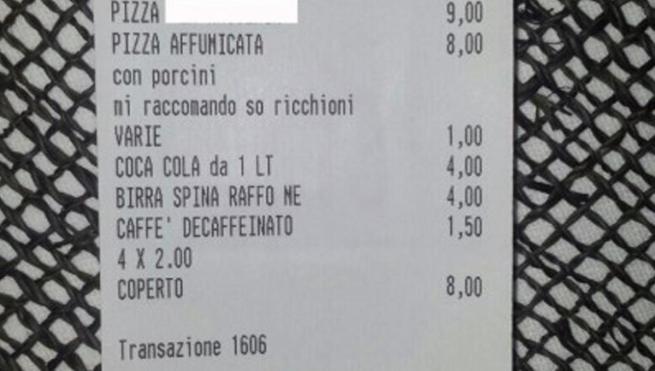 PIZZA 9,00
PIZZA AFFUMICATA 8,00
con porcini
mi raccomando so ricchioni
VARIE 1,00
COCA COLA da 1 LT 4,00
BIRRA SPINA RAFFO ME 4,00
CAFFE' DECAFFEINATO 1,50
4 X 2.00
COPERTO 8,00
Transazione 1606